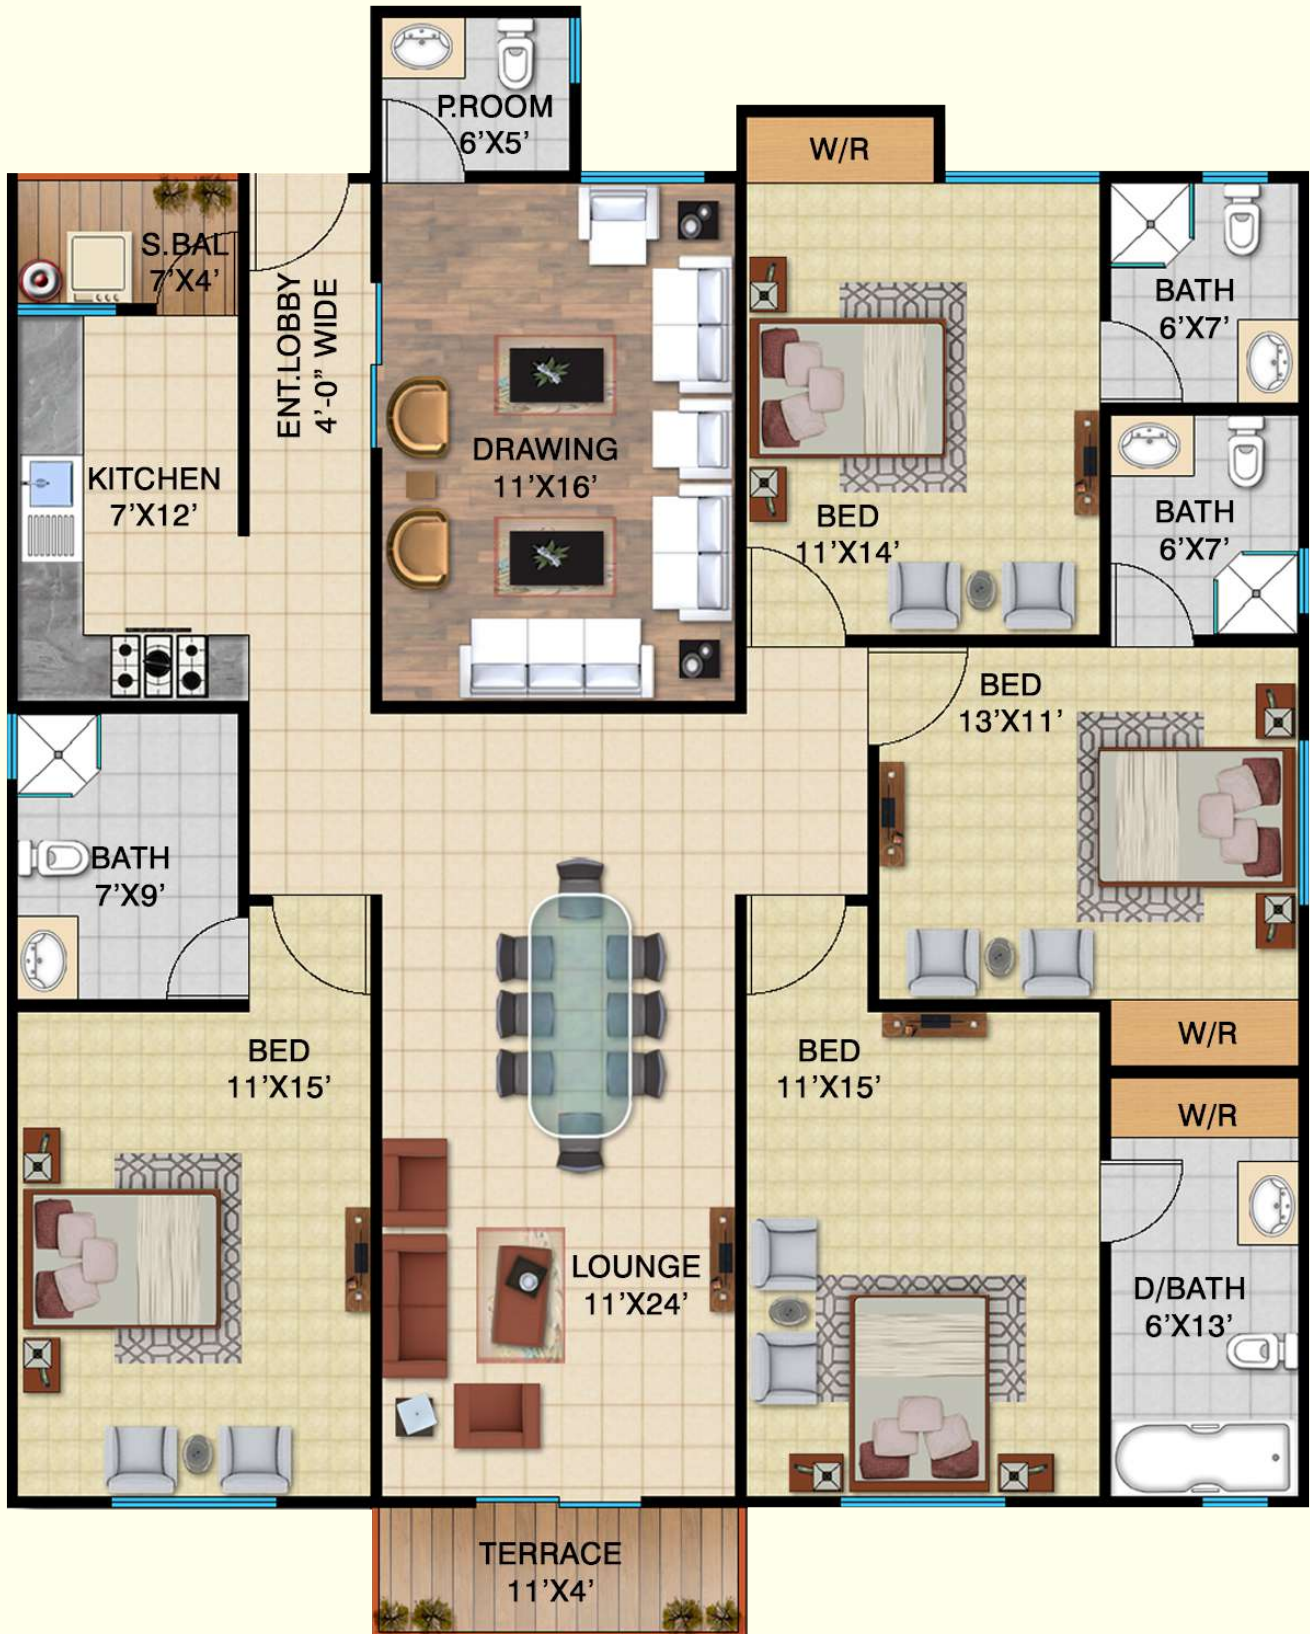 P.ROOM
6'X5'
W/R
S.BAL
7'X4'
ENT.LOBBY
4'-0" WIDE
BATH
6'X7'
DRAWING
11'X16'
KITCHEN
7'X12'
BED
11'X14'
BATH
6'X7'
BED
13'X11'
BATH
7'X9'
BED
11'X15'
BED
11'X15'
W/R
W/R
LOUNGE
11'X24'
D/BATH
6'X13'
TERRACE
11'X4'